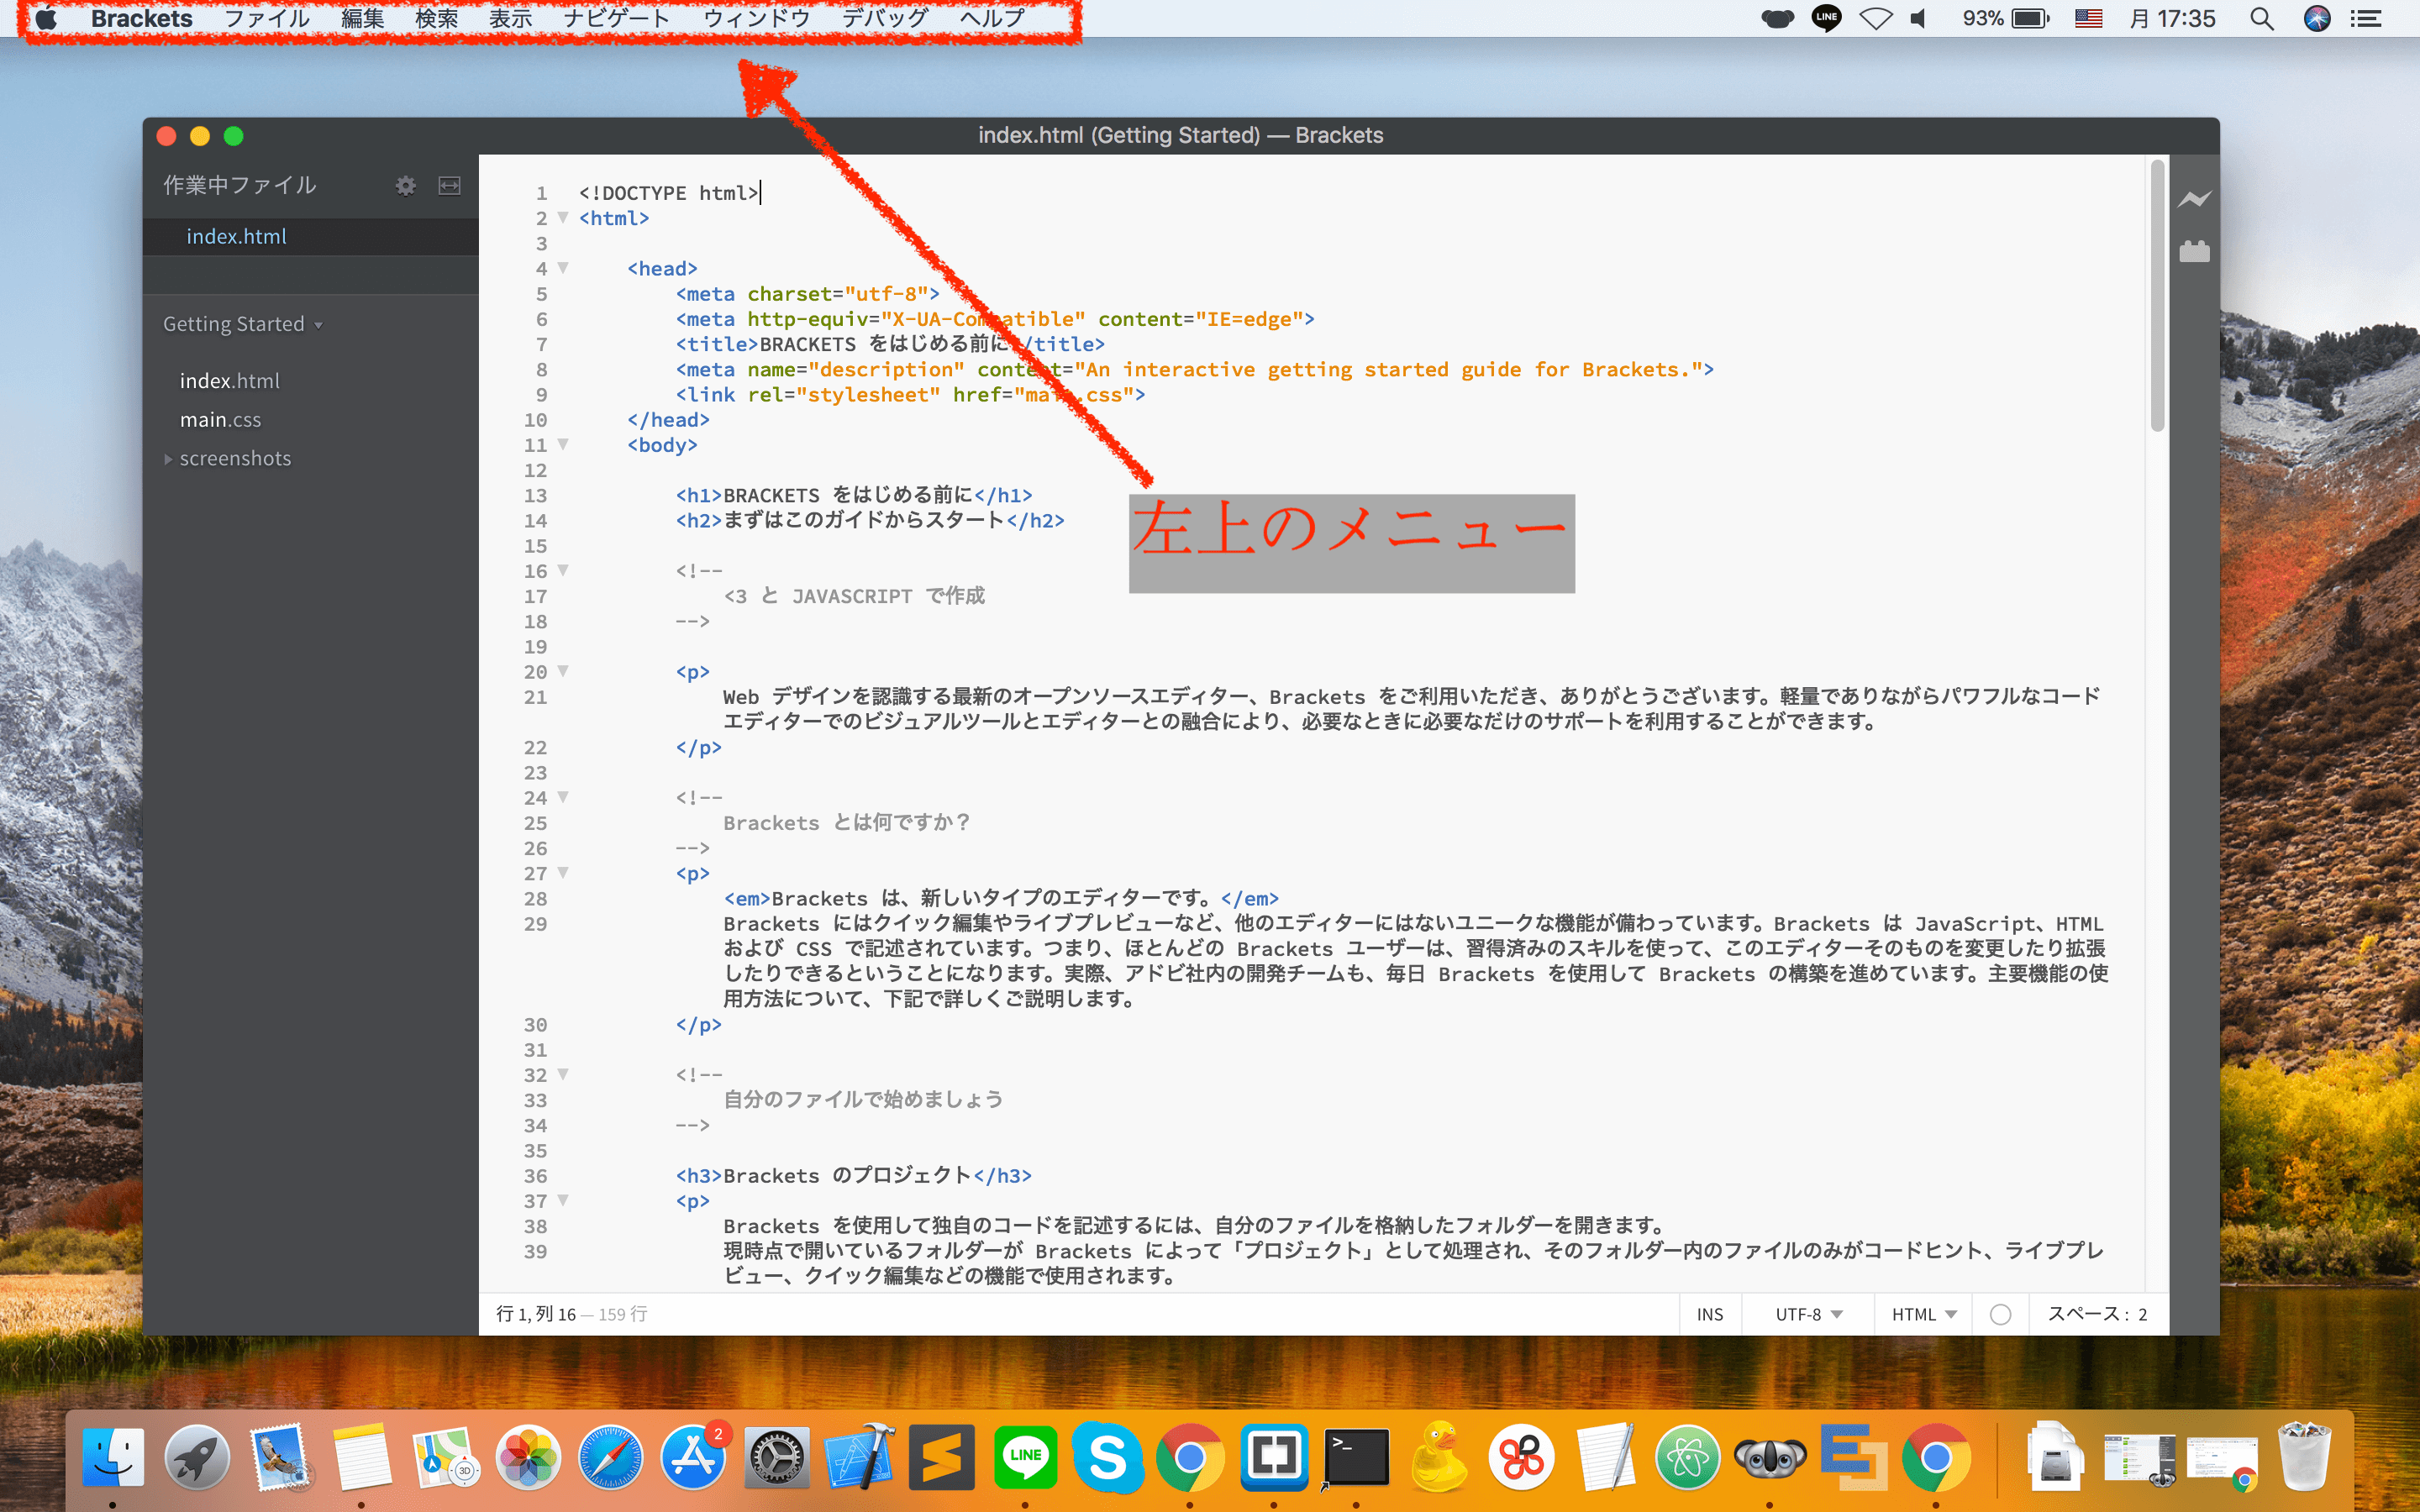 Brackets ファイル 編集 検索 表示 ナビゲート ウィンドウ デバッグ ヘルプ
LINE 93% 月 17:35
index.html (Getting Started) — Brackets
作業中ファイル
index.html
Getting Started
index.html
main.css
screenshots
1 <!DOCTYPE html>
2 <html>
3
4 <head>
5 <meta charset="utf-8">
6 <meta http-equiv="X-UA-Compatible" content="IE=edge">
7 <title>BRACKETS をはじめる前に</title>
8 <meta name="description" content="An interactive getting started guide for Brackets.">
9 <link rel="stylesheet" href="main.css">
10 </head>
11 <body>
12
13 <h1>BRACKETS をはじめる前に</h1>
14 <h2>まずはこのガイドからスタート</h2>
15
16 <!--
17 <3 と JAVASCRIPT で作成
18 -->
19
20 <p>
21 Web デザインを認識する最新のオープンソースエディター、Brackets をご利用いただき、ありがとうございます。軽量でありながらパワフルなコード
エディターでのビジュアルツールとエディターとの融合により、必要なときに必要なだけのサポートを利用することができます。
22 </p>
23
24 <!--
25 Brackets とは何ですか？
26 -->
27 <p>
28 <em>Brackets は、新しいタイプのエディターです。</em>
29 Brackets にはクイック編集やライブプレビューなど、他のエディターにはないユニークな機能が備わっています。Brackets は JavaScript、HTML
および CSS で記述されています。つまり、ほとんどの Brackets ユーザーは、習得済みのスキルを使って、このエディターそのものを変更したり拡張
したりできるということになります。実際、アドビ社内の開発チームも、毎日 Brackets を使用して Brackets の構築を進めています。主要機能の使
用方法について、下記で詳しくご説明します。
30 </p>
31
32 <!--
33 自分のファイルで始めましょう
34 -->
35
36 <h3>Brackets のプロジェクト</h3>
37 <p>
38 Brackets を使用して独自のコードを記述するには、自分のファイルを格納したフォルダーを開きます。
39 現時点で開いているフォルダーが Brackets によって「プロジェクト」として処理され、そのフォルダー内のファイルのみがコードヒント、ライブプレ
ビュー、クイック編集などの機能で使用されます。
左上のメニュー
行 1, 列 16 — 159 行
INS UTF-8 HTML スペース: 2
3D
2
LINE
S
>_